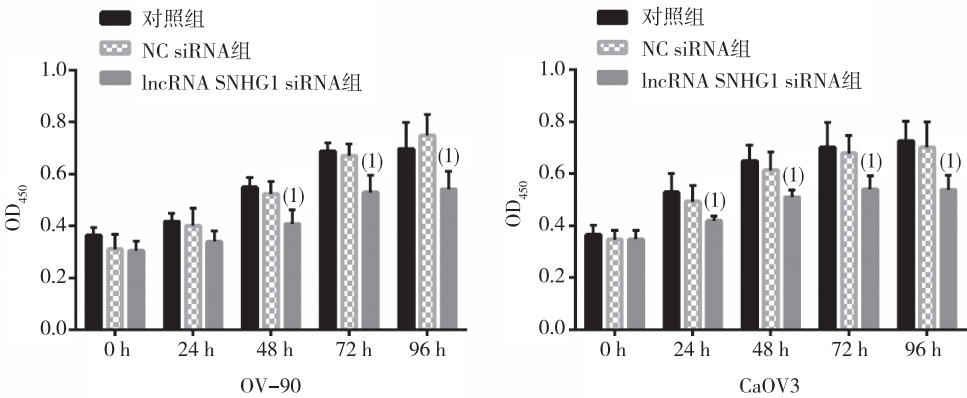 对照组
NC siRNA组
lncRNA SNHG1 siRNA组
1.0
0.8
0.6
0.4
0.2
0.0
OD450
(1)
(1)
(1)
0 h
24 h
48 h
72 h
96 h
OV-90
对照组
NC siRNA组
lncRNA SNHG1 siRNA组
1.0
0.8
0.6
0.4
0.2
0.0
OD450
(1)
(1)
(1)
(1)
0 h
24 h
48 h
72 h
96 h
CaOV3